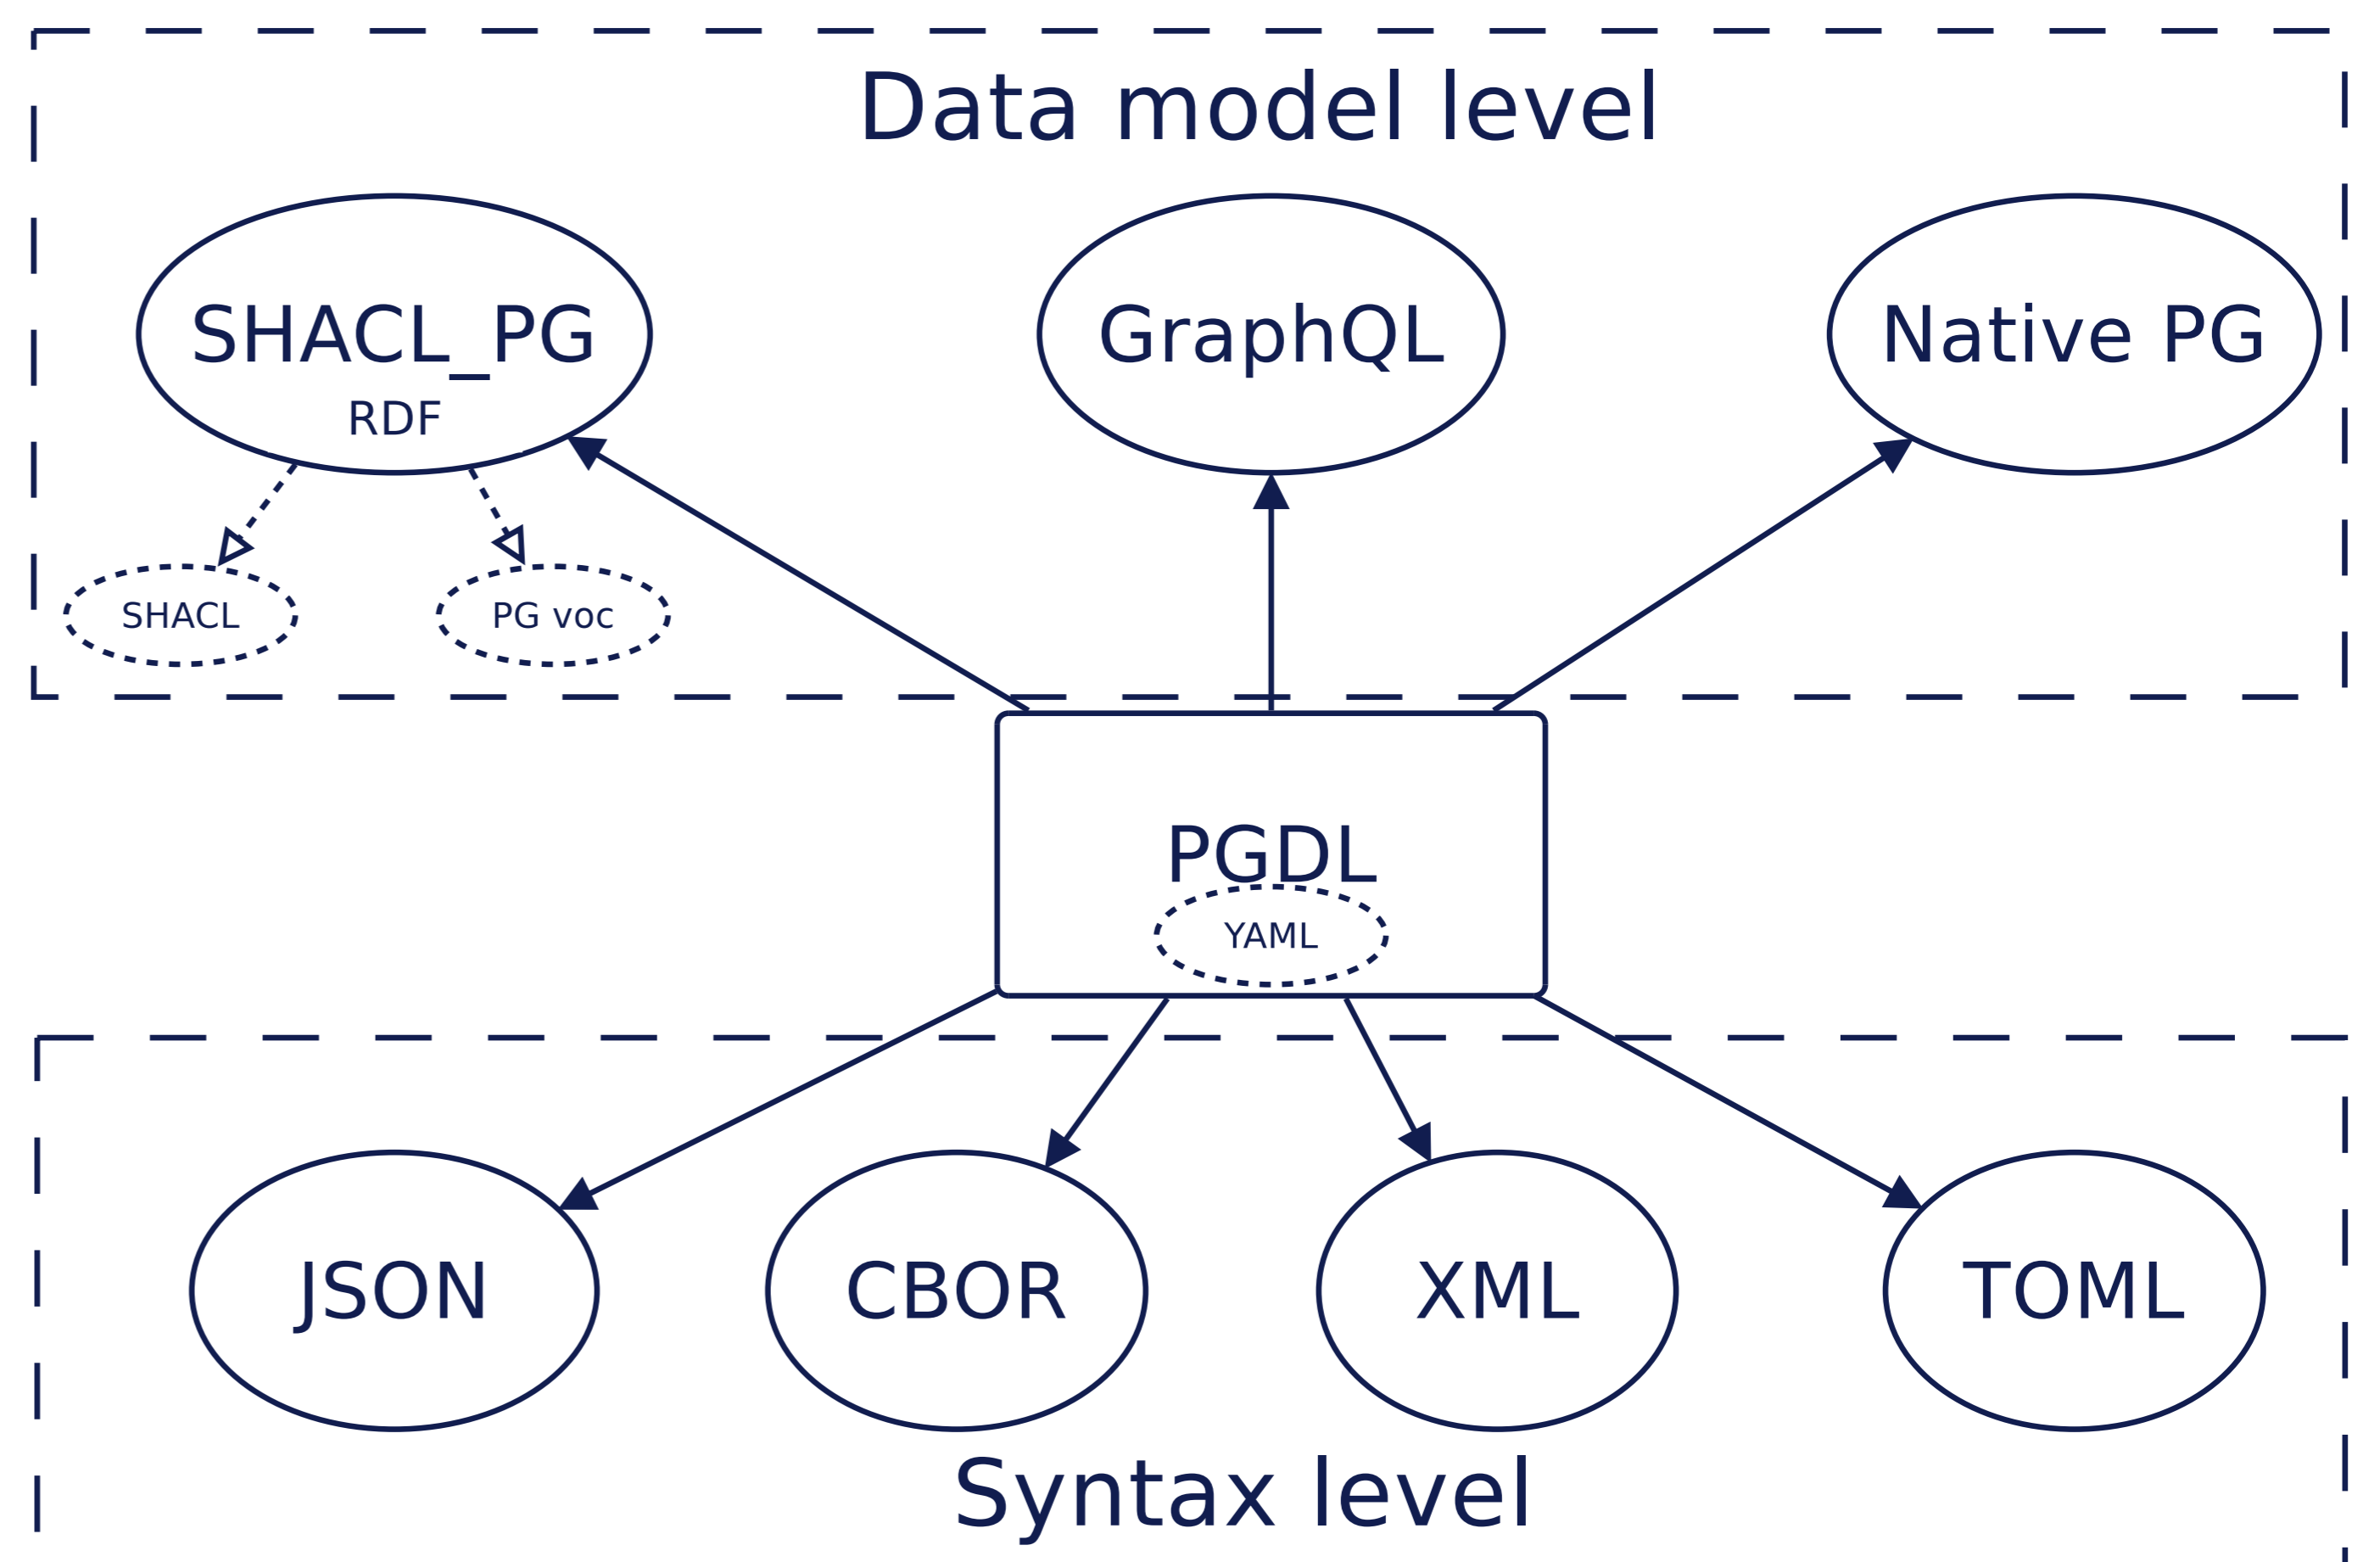 Data model level
SHACL_PG
RDF
GraphQL
Native PG
SHACL
PG voc
PGDL
YAML
JSON
CBOR
XML
TOML
Syntax level